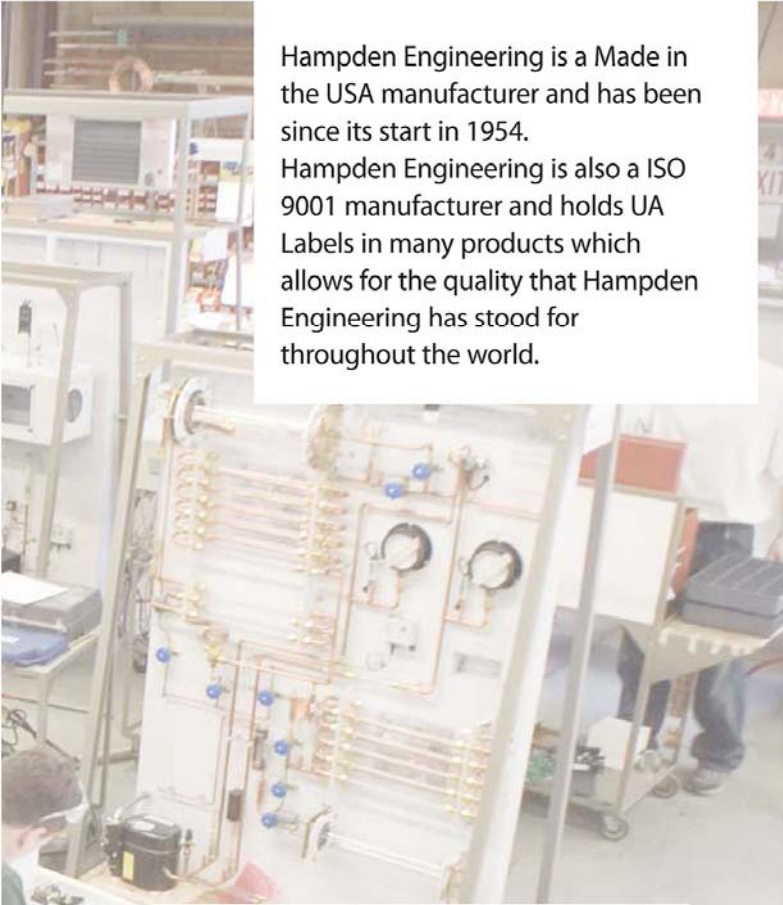 Hampden Engineering is a Made in
the USA manufacturer and has been
since its start in 1954.
Hampden Engineering is also a ISO
9001 manufacturer and holds UA
Labels in many products which
allows for the quality that Hampden
Engineering has stood for
throughout the world.